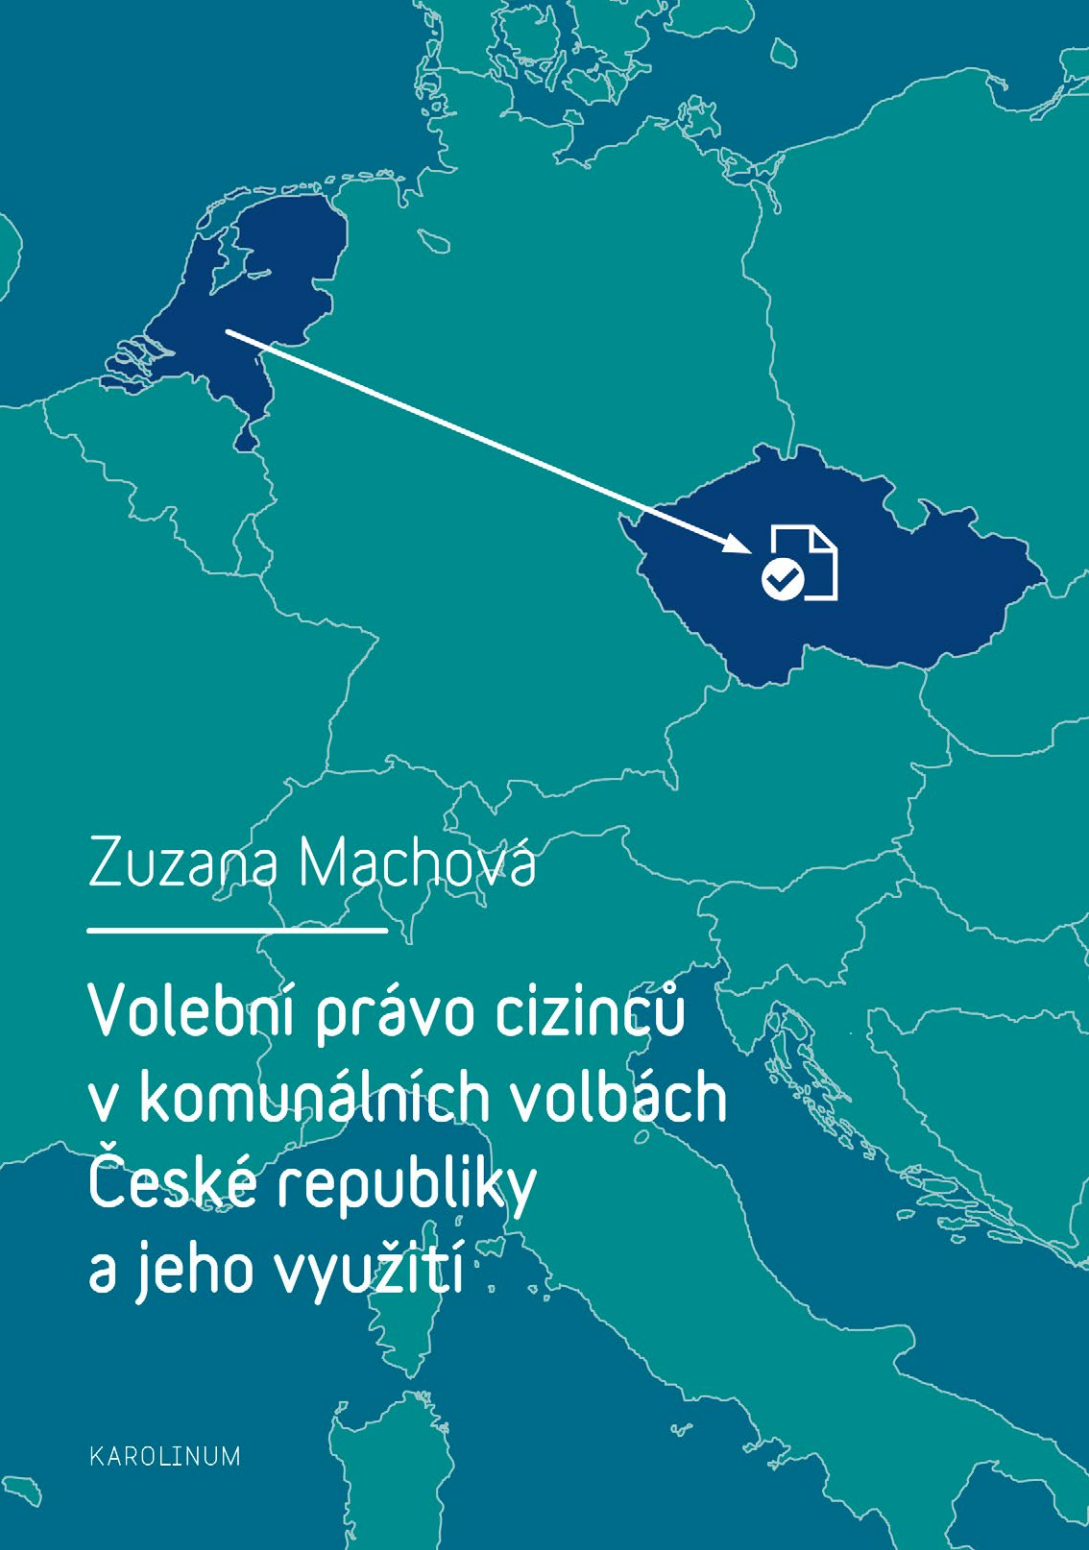 Zuzana Machová
Volební právo cizinců
v komunálních volbách
České republiky
a jeho využití
KAROLINUM